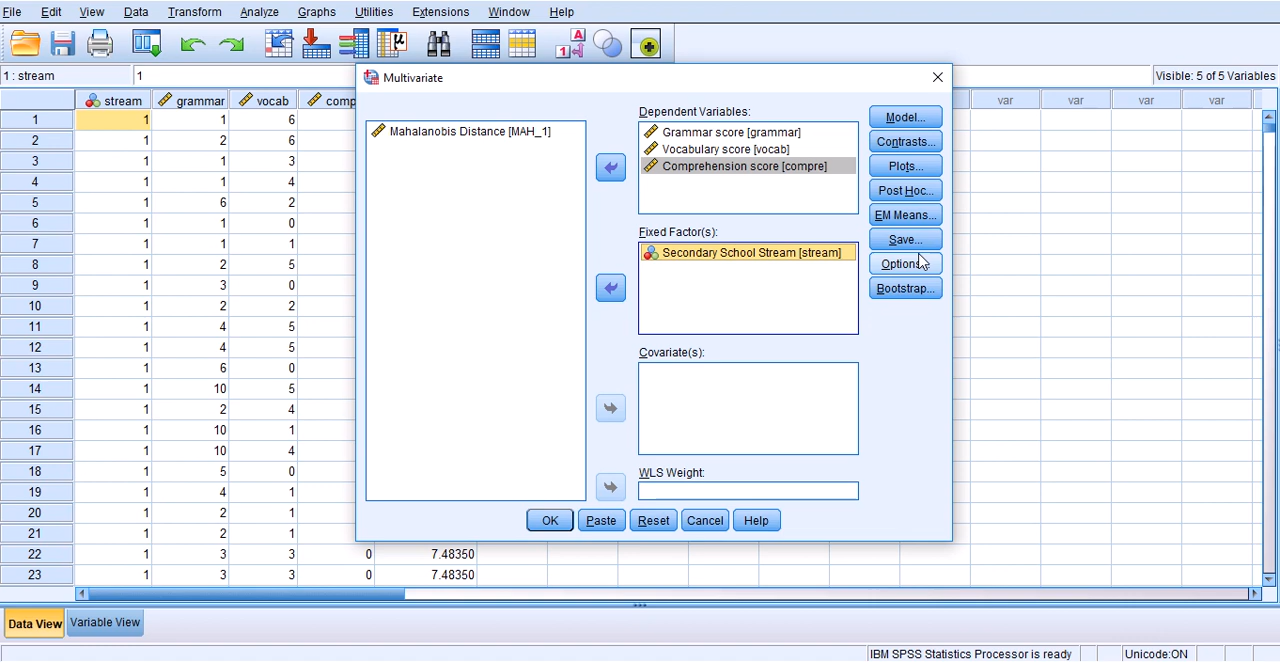 File Edit View Data Transform Analyze Graphs Utilities Extensions Window Help
1 : stream 1 Visible: 5 of 5 Variables
Multivariate
stream grammar vocab comp var var var var
Dependent Variables:
Mahalanobis Distance [MAH_1]
Grammar score [grammar]
Vocabulary score [vocab]
Comprehension score [compre]
Fixed Factor(s):
Secondary School Stream [stream]
Covariate(s):
WLS Weight:
Model...
Contrasts...
Plots...
Post Hoc...
EM Means...
Save...
Options
Bootstrap...
OK Paste Reset Cancel Help
1 1 1 6
2 1 2 6
3 1 1 3
4 1 1 4
5 1 6 2
6 1 1 0
7 1 1 1
8 1 2 5
9 1 3 0
10 1 2 2
11 1 4 5
12 1 4 5
13 1 6 0
14 1 10 5
15 1 2 4
16 1 10 1
17 1 10 4
18 1 5 0
19 1 4 1
20 1 2 1
21 1 2 1
22 1 3 3 0 7.48350
23 1 3 3 0 7.48350
Data View Variable View
IBM SPSS Statistics Processor is ready Unicode:ON